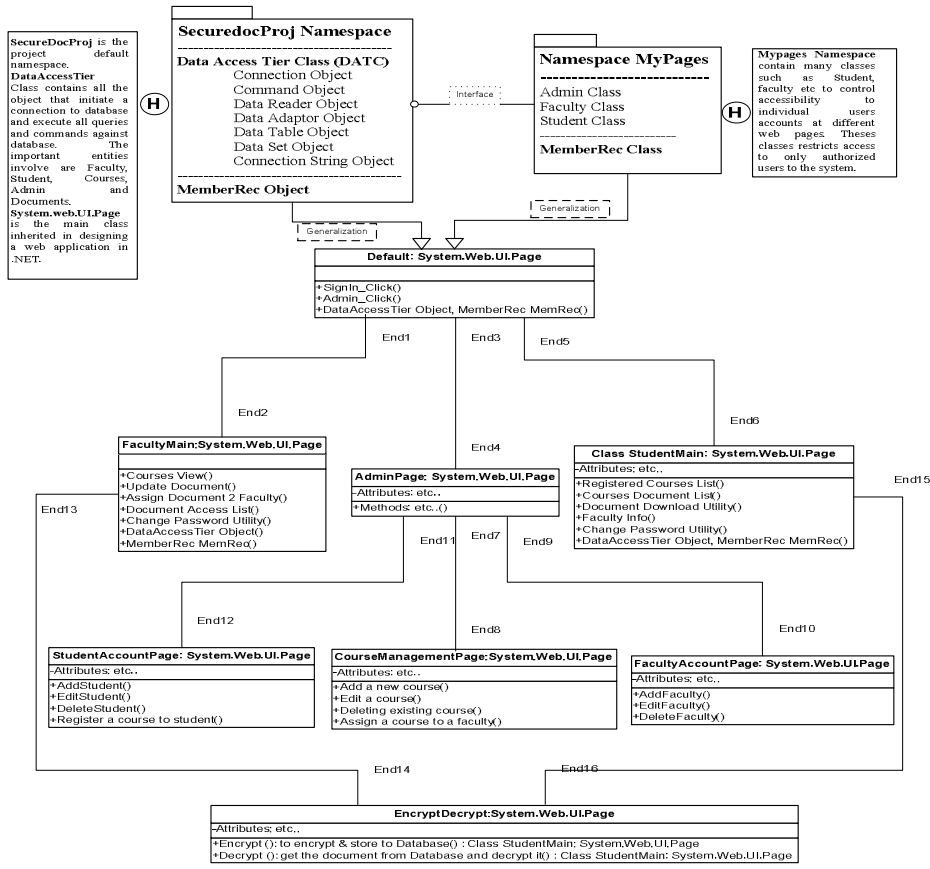 SecureDocProj is the
project default
namespace.
DataAccessTier
Class contains all the
object that initiate a
connection to database
and execute all queries
and commands against
database. The
important entities
involve are Faculty,
Student, Courses,
Admin and
Documents.
System.web.UI.Page
is the main class
inherited in designing
a web application in
.NET.
H
SecuredocProj Namespace
Data Access Tier Class (DATC)
Connection Object
Command Object
Data Reader Object
Data Adaptor Object
Data Table Object
Data Set Object
Connection String Object
MemberRec Object
Interface
Namespace MyPages
Admin Class
Faculty Class
Student Class
MemberRec Class
H
Mypages Namespace
contain many classes
such as Student,
faculty etc to control
accessibility to
individual users
accounts at different
web pages. Theses
classes restricts access
to only authorized
users to the system.
Generalization
Generalization
Default: System.Web.UI.Page
+SignIn_Click()
+Admin_Click()
+DataAccessTier Object, MemberRec MemRec()
End1
End3
End5
End2
End4
End6
FacultyMain:System.Web.UI.Page
+Courses View()
+Update Document()
+Assign Document 2 Faculty()
+Document Access List()
+Change Password Utility()
+DataAccessTier Object()
+MemberRec MemRec()
AdminPage: System.Web.UI.Page
-Attributes: etc..
+Methods: etc..()
Class StudentMain: System.Web.UI.Page
-Attributes: etc..
+Registered Courses List()
+Courses Document List()
+Document Download Utility()
+Faculty Info()
+Change Password Utility()
+DataAccessTier Object, MemberRec MemRec()
End15
End13
End11
End7
End9
End12
End8
End10
StudentAccountPage: System.Web.UI.Page
-Attributes: etc..
+AddStudent()
+EditStudent()
+DeleteStudent()
+Register a course to student()
CourseManagementPage:System.Web.UI.Page
-Attributes: etc..
+Add a new course()
+Edit a course()
+Deleting existing course()
+Assign a course to a faculty()
FacultyAccountPage: System.Web.UI.Page
-Attributes: etc..
+AddFaculty()
+EditFaculty()
+DeleteFaculty()
End14
End16
EncryptDecrypt:System.Web.UI.Page
-Attributes: etc..
+Encrypt (): to encrypt & store to Database() : Class StudentMain: System.Web.UI.Page
+Decrypt (): get the document from Database and decrypt it() : Class StudentMain: System.Web.UI.Page